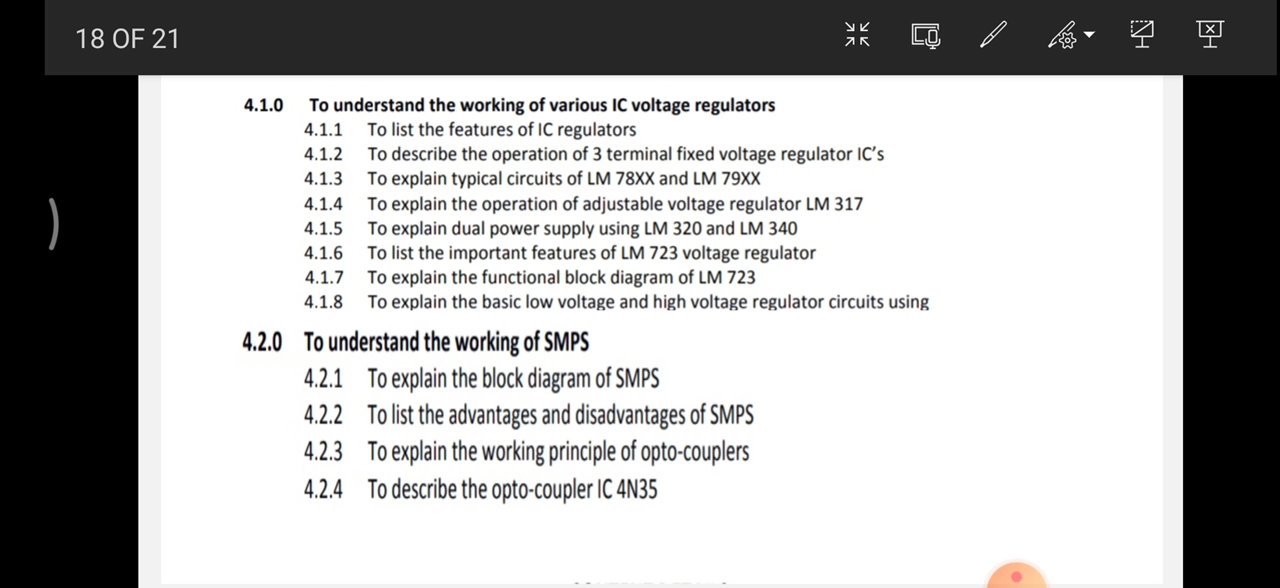 18 OF 21
4.1.0 To understand the working of various IC voltage regulators
4.1.1 To list the features of IC regulators
4.1.2 To describe the operation of 3 terminal fixed voltage regulator IC’s
4.1.3 To explain typical circuits of LM 78XX and LM 79XX
4.1.4 To explain the operation of adjustable voltage regulator LM 317
4.1.5 To explain dual power supply using LM 320 and LM 340
4.1.6 To list the important features of LM 723 voltage regulator
4.1.7 To explain the functional block diagram of LM 723
4.1.8 To explain the basic low voltage and high voltage regulator circuits using
4.2.0 To understand the working of SMPS
4.2.1 To explain the block diagram of SMPS
4.2.2 To list the advantages and disadvantages of SMPS
4.2.3 To explain the working principle of opto-couplers
4.2.4 To describe the opto-coupler IC 4N35